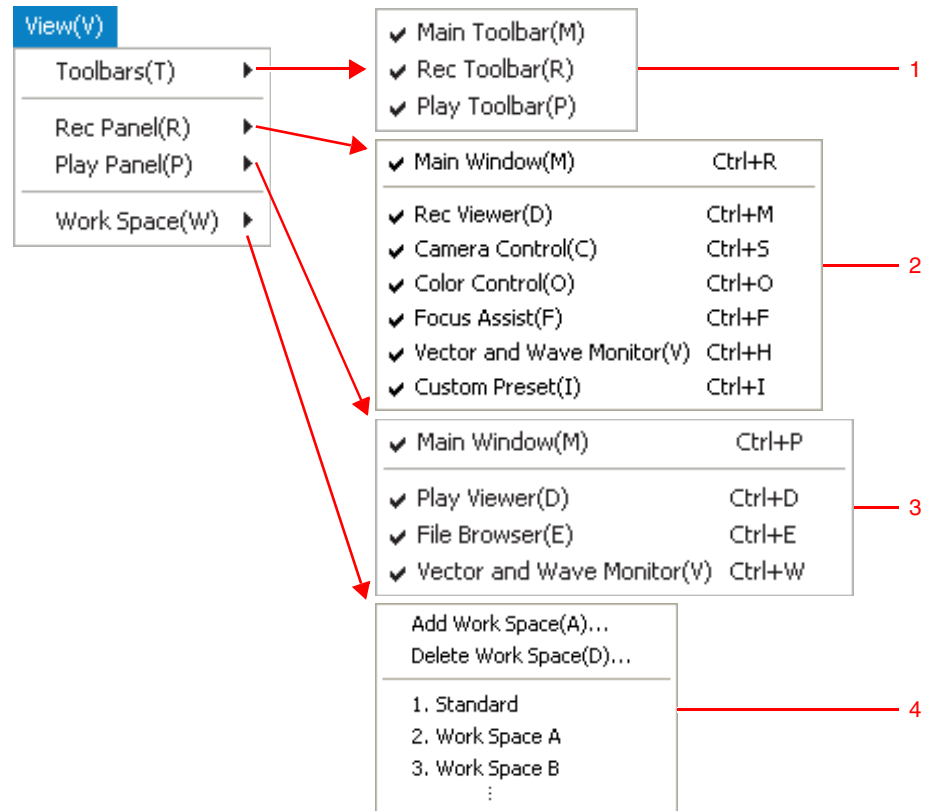 View(V)
Toolbars(T)
Rec Panel(R)
Play Panel(P)
Work Space(W)
Main Toolbar(M)
Rec Toolbar(R)
Play Toolbar(P)
1
Main Window(M) Ctrl+R
Rec Viewer(D) Ctrl+M
Camera Control(C) Ctrl+S
Color Control(O) Ctrl+O
Focus Assist(F) Ctrl+F
Vector and Wave Monitor(V) Ctrl+H
Custom Preset(I) Ctrl+I
2
Main Window(M) Ctrl+P
Play Viewer(D) Ctrl+D
File Browser(E) Ctrl+E
Vector and Wave Monitor(V) Ctrl+W
3
Add Work Space(A)...
Delete Work Space(D)...
1. Standard
2. Work Space A
3. Work Space B
⋮
4